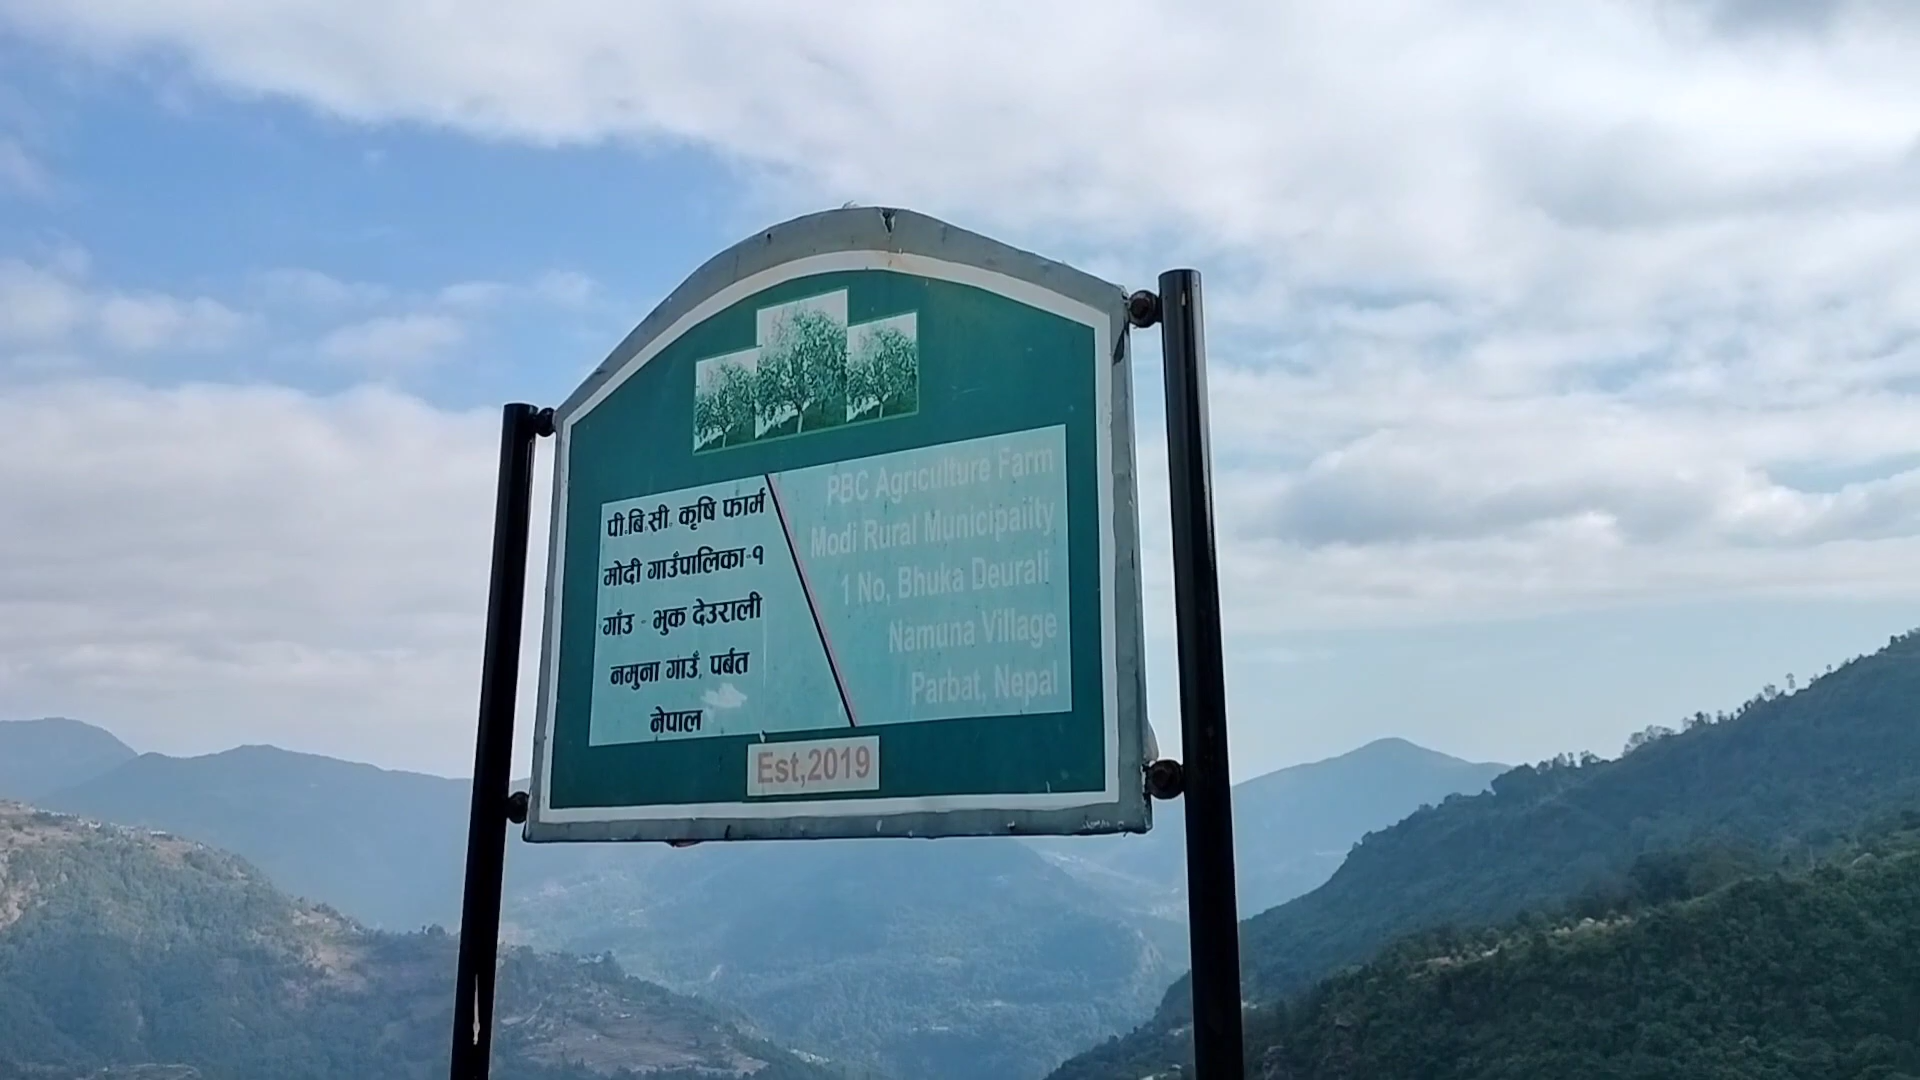 पी.बि.सी. कृषि फार्म
मोदी गाउँपालिका-१
गाँउ - भुक देउराली
नमुना गाउँ, पर्बत
नेपाल
PBC Agriculture Farm
Modi Rural Municipaiity
1 No, Bhuka Deurali
Namuna Village
Parbat, Nepal
Est,2019